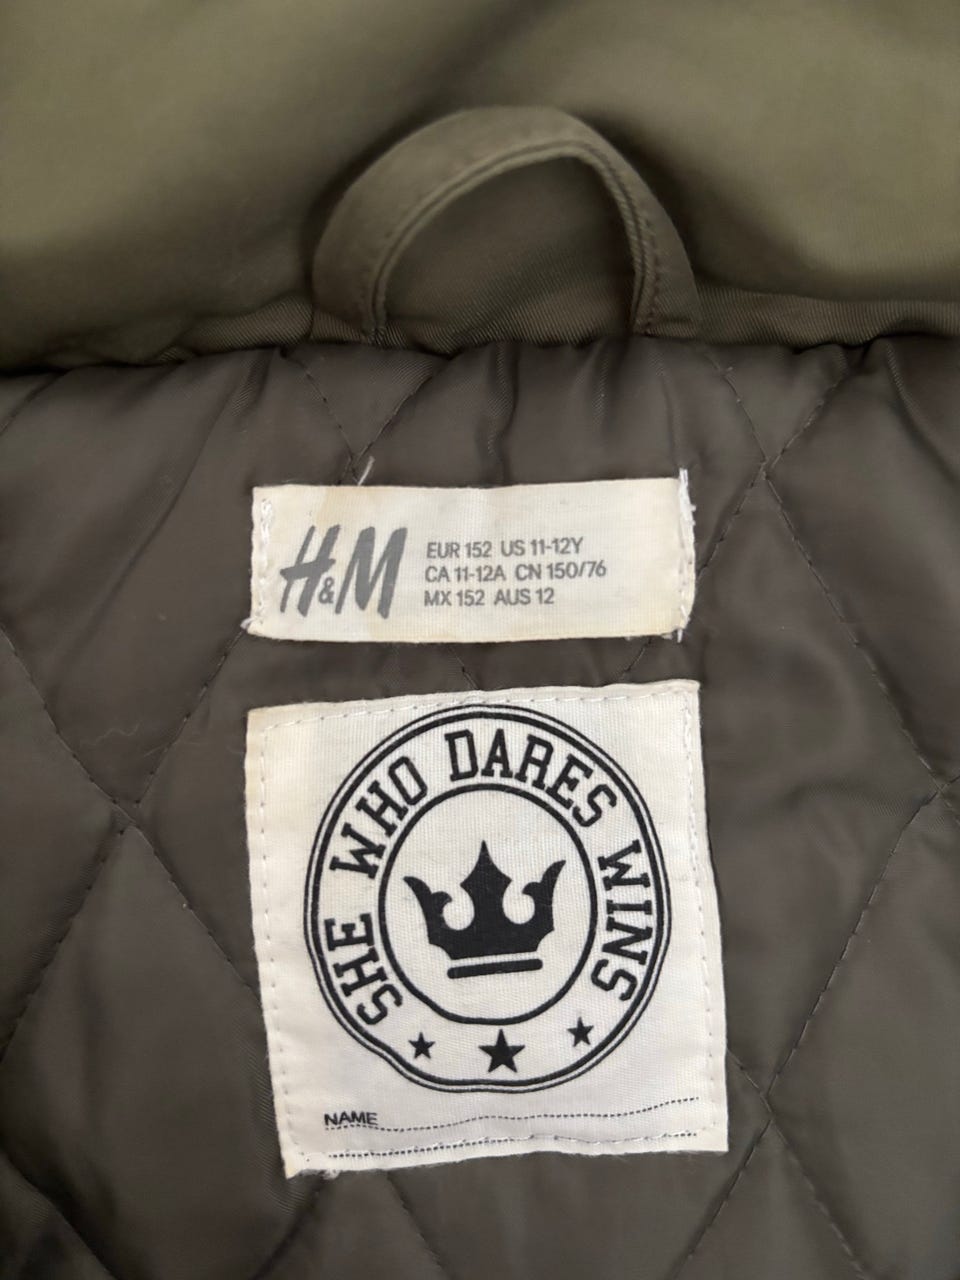 H&M
EUR 152 US 11-12Y
CA 11-12A CN 150/76
MX 152 AUS 12
SHE WHO DARES WINS
NAME